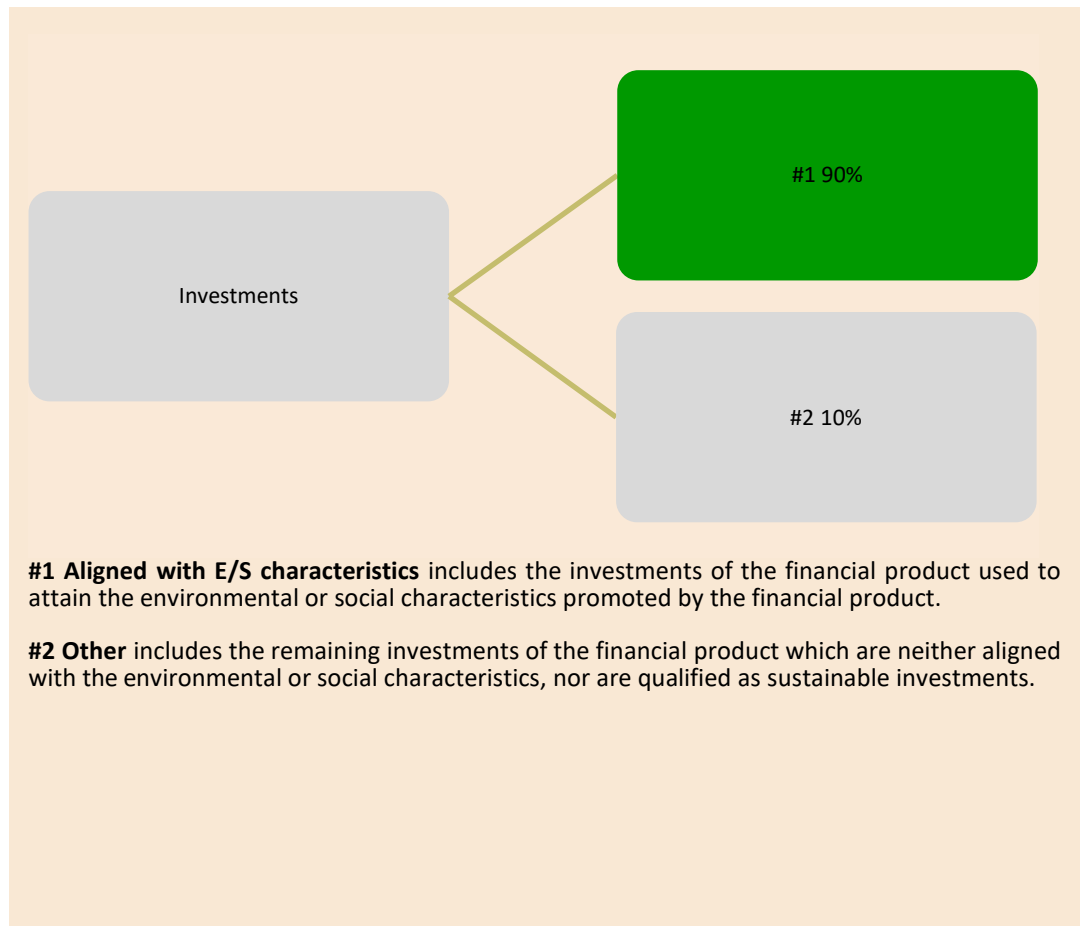 #1 90%
Investments
#2 10%
#1 Aligned with E/S characteristics includes the investments of the financial product used to
attain the environmental or social characteristics promoted by the financial product.
#2 Other includes the remaining investments of the financial product which are neither aligned
with the environmental or social characteristics, nor are qualified as sustainable investments.